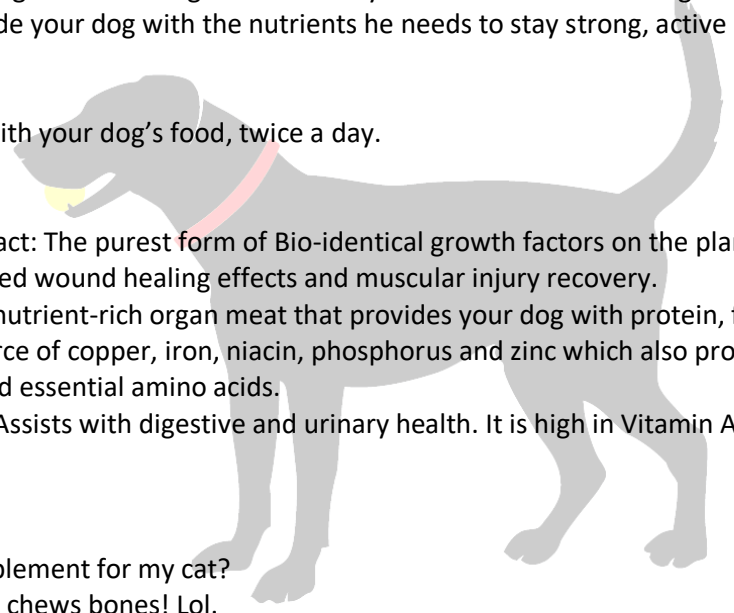 de your dog with the nutrients he needs to stay strong, active
ith your dog’s food, twice a day.
act: The purest form of Bio-identical growth factors on the pla
ed wound healing effects and muscular injury recovery.
nutrient-rich organ meat that provides your dog with protein,
rce of copper, iron, niacin, phosphorus and zinc which also pro
d essential amino acids.
Assists with digestive and urinary health. It is high in Vitamin A
plement for my cat?
chews bones! Lol.